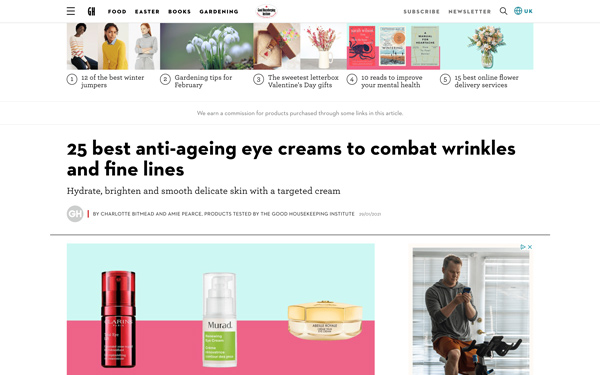 GH FOOD EASTER BOOKS GARDENING SUBSCRIBE NEWSLETTER UK
1 12 of the best winter
jumpers
2 Gardening tips for
February
3 The sweetest letterbox
Valentine's Day gifts
4 10 reads to improve
your mental health
5 15 best online flower
delivery services
We earn a commission for products purchased through some links in this article.
25 best anti-ageing eye creams to combat wrinkles
and fine lines
Hydrate, brighten and smooth delicate skin with a targeted cream
GH BY CHARLOTTE BITMEAD AND AMIE PEARCE, PRODUCTS TESTED BY THE GOOD HOUSEKEEPING INSTITUTE
CLARINS
Murad.
ABEILLE ROYALE